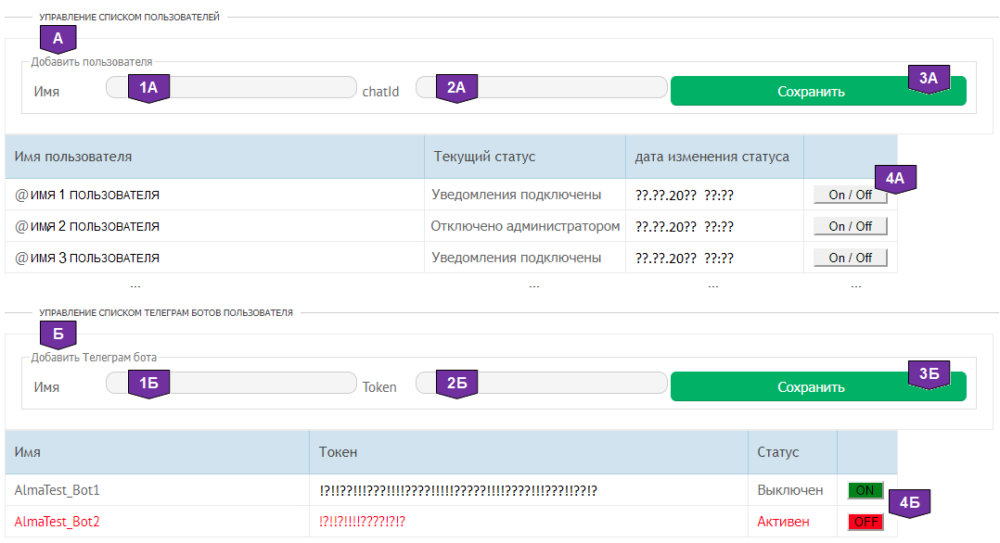 УПРАВЛЕНИЕ СПИСКОМ ПОЛЬЗОВАТЕЛЕЙ
А
Добавить пользователя
Имя 1А chatId 2А Сохранить 3А
Имя пользователя Текущий статус дата изменения статуса
4А
@ИМЯ 1 ПОЛЬЗОВАТЕЛЯ Уведомления подключены ??.??.20?? ??:?? On / Off
@ИМЯ 2 ПОЛЬЗОВАТЕЛЯ Отключено администратором ??.??.20?? ??:?? On / Off
@ИМЯ 3 ПОЛЬЗОВАТЕЛЯ Уведомления подключены ??.??.20?? ??:?? On / Off
... ... ... ...
УПРАВЛЕНИЕ СПИСКОМ ТЕЛЕГРАМ БОТОВ ПОЛЬЗОВАТЕЛЯ
Б
Добавить Телеграм бота
Имя 1Б Token 2Б Сохранить 3Б
Имя Токен Статус
AlmaTest_Bot1 !?!!??!!!???!!!!????!!!!!?????!!!!????!!!???!!??!? Выключен ON
4Б
AlmaTest_Bot2 !?!!?!!!!????!?!? Активен OFF